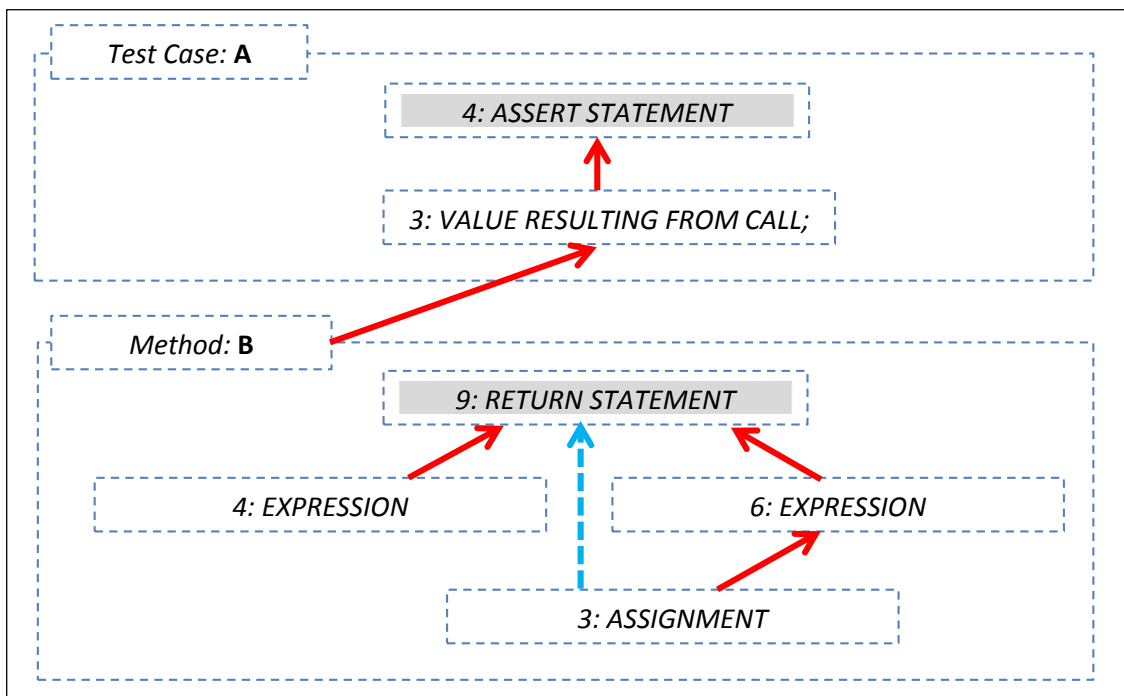 Test Case: A
4: ASSERT STATEMENT
3: VALUE RESULTING FROM CALL;
Method: B
9: RETURN STATEMENT
4: EXPRESSION
6: EXPRESSION
3: ASSIGNMENT